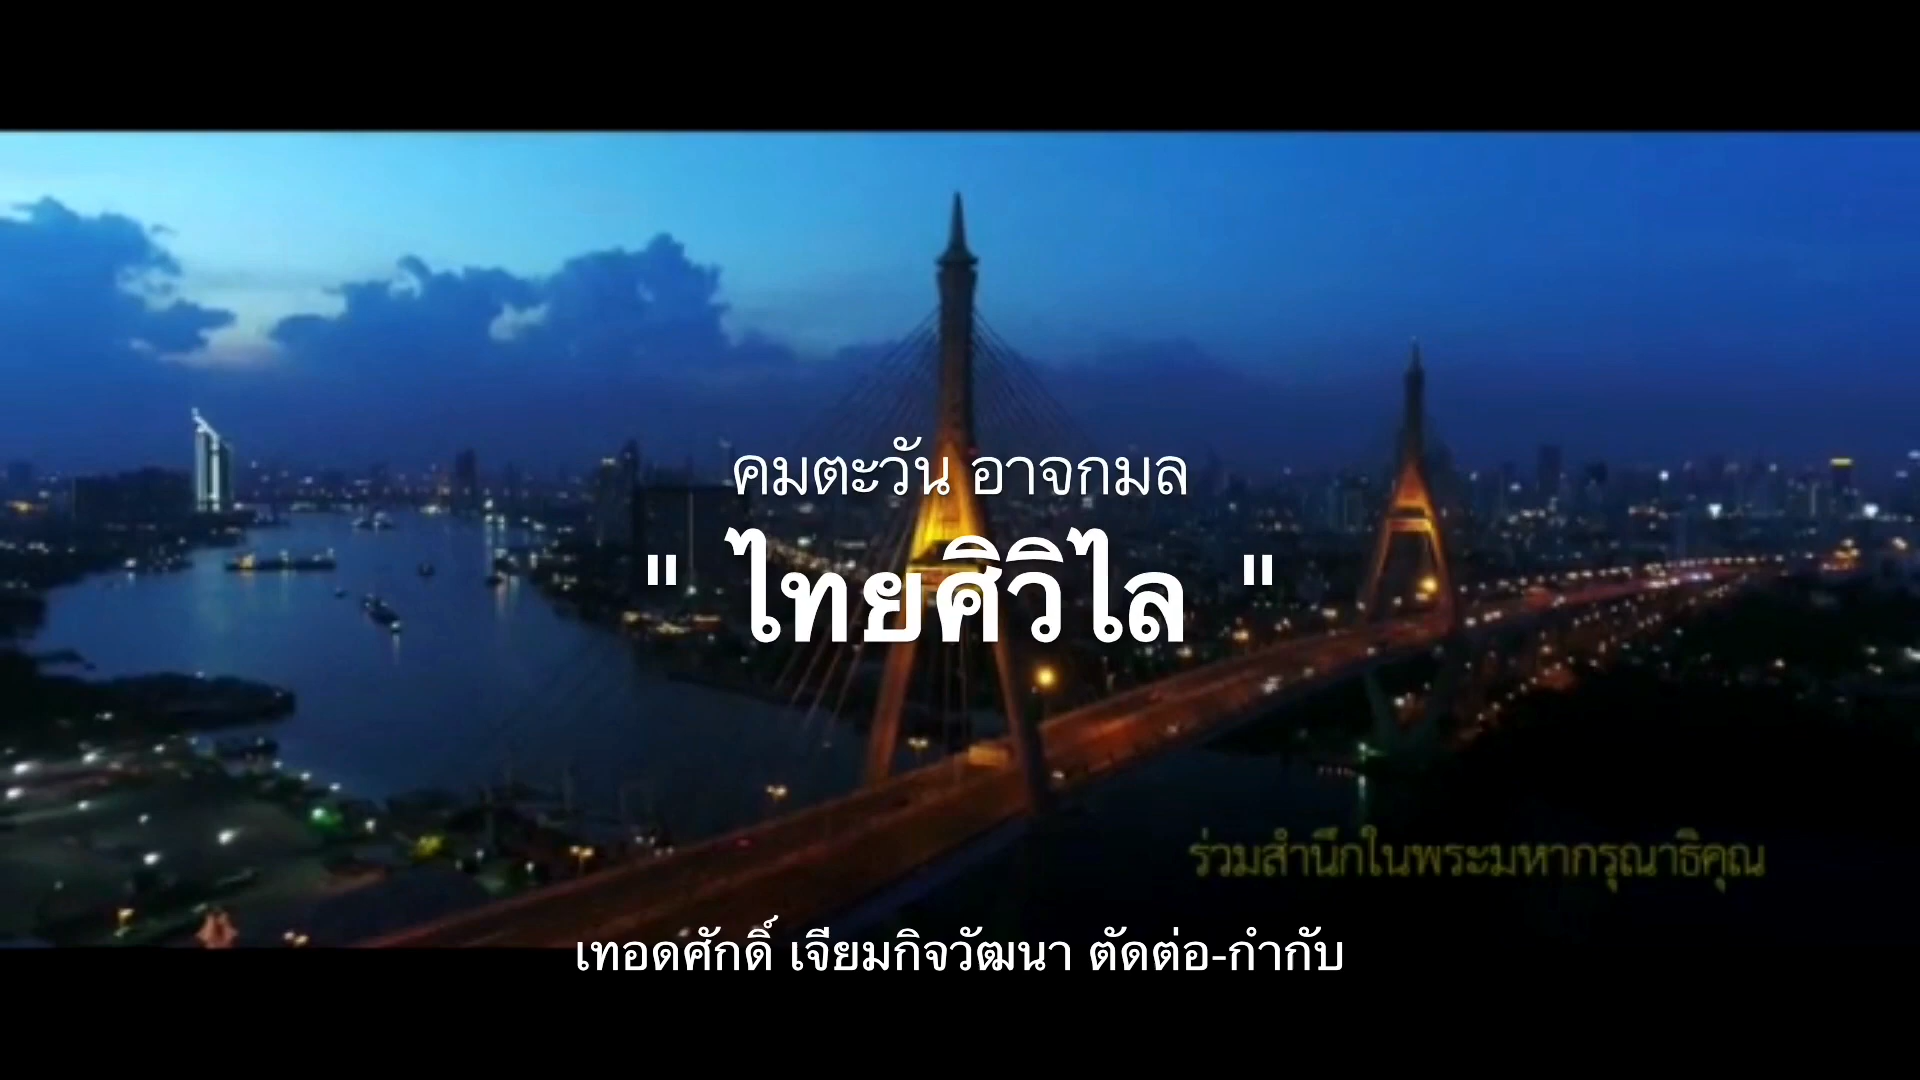 คมตะวัน อาจกมล
" ไทยศิวิไล "
ร่วมสำนึกในพระมหากรุณาธิคุณ
เทอดศักดิ์ เจียมกิจวัฒนา ตัดต่อ-กำกับ